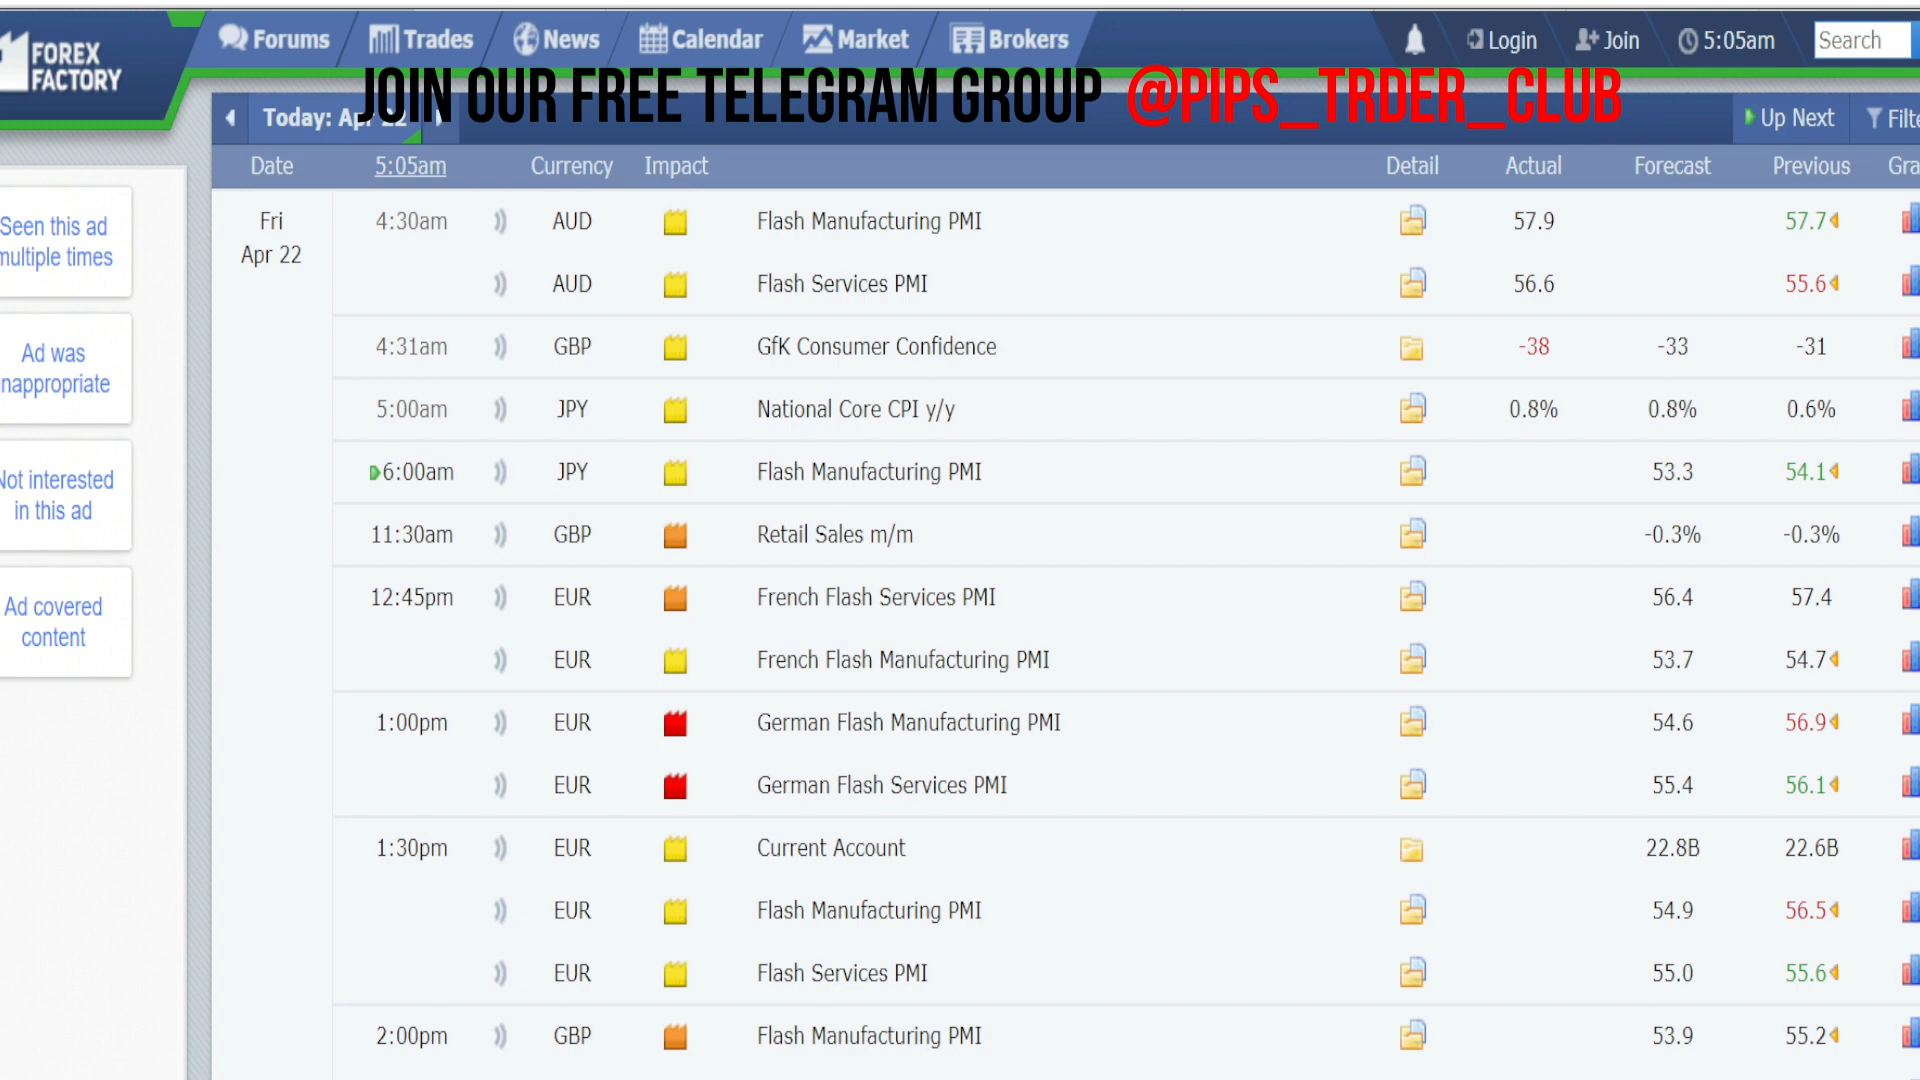 Forums Trades News Calendar Market Brokers Login Join 5:05am Search
FOREX
FACTORY
JOIN OUR FREE TELEGRAM GROUP @PIPS_TRDER_CLUB
Today: Apr 22 Up Next
Date 5:05am Currency Impact Detail Actual Forecast Previous
Fri
Apr 22
4:30am AUD Flash Manufacturing PMI 57.9 57.7
AUD Flash Services PMI 56.6 55.6
4:31am GBP GfK Consumer Confidence -38 -33 -31
5:00am JPY National Core CPI y/y 0.8% 0.8% 0.6%
6:00am JPY Flash Manufacturing PMI 53.3 54.1
11:30am GBP Retail Sales m/m -0.3% -0.3%
12:45pm EUR French Flash Services PMI 56.4 57.4
EUR French Flash Manufacturing PMI 53.7 54.7
1:00pm EUR German Flash Manufacturing PMI 54.6 56.9
EUR German Flash Services PMI 55.4 56.1
1:30pm EUR Current Account 22.8B 22.6B
EUR Flash Manufacturing PMI 54.9 56.5
EUR Flash Services PMI 55.0 55.6
2:00pm GBP Flash Manufacturing PMI 53.9 55.2
Seen this ad
multiple times
Ad was
nappropriate
Not interested
in this ad
Ad covered
content